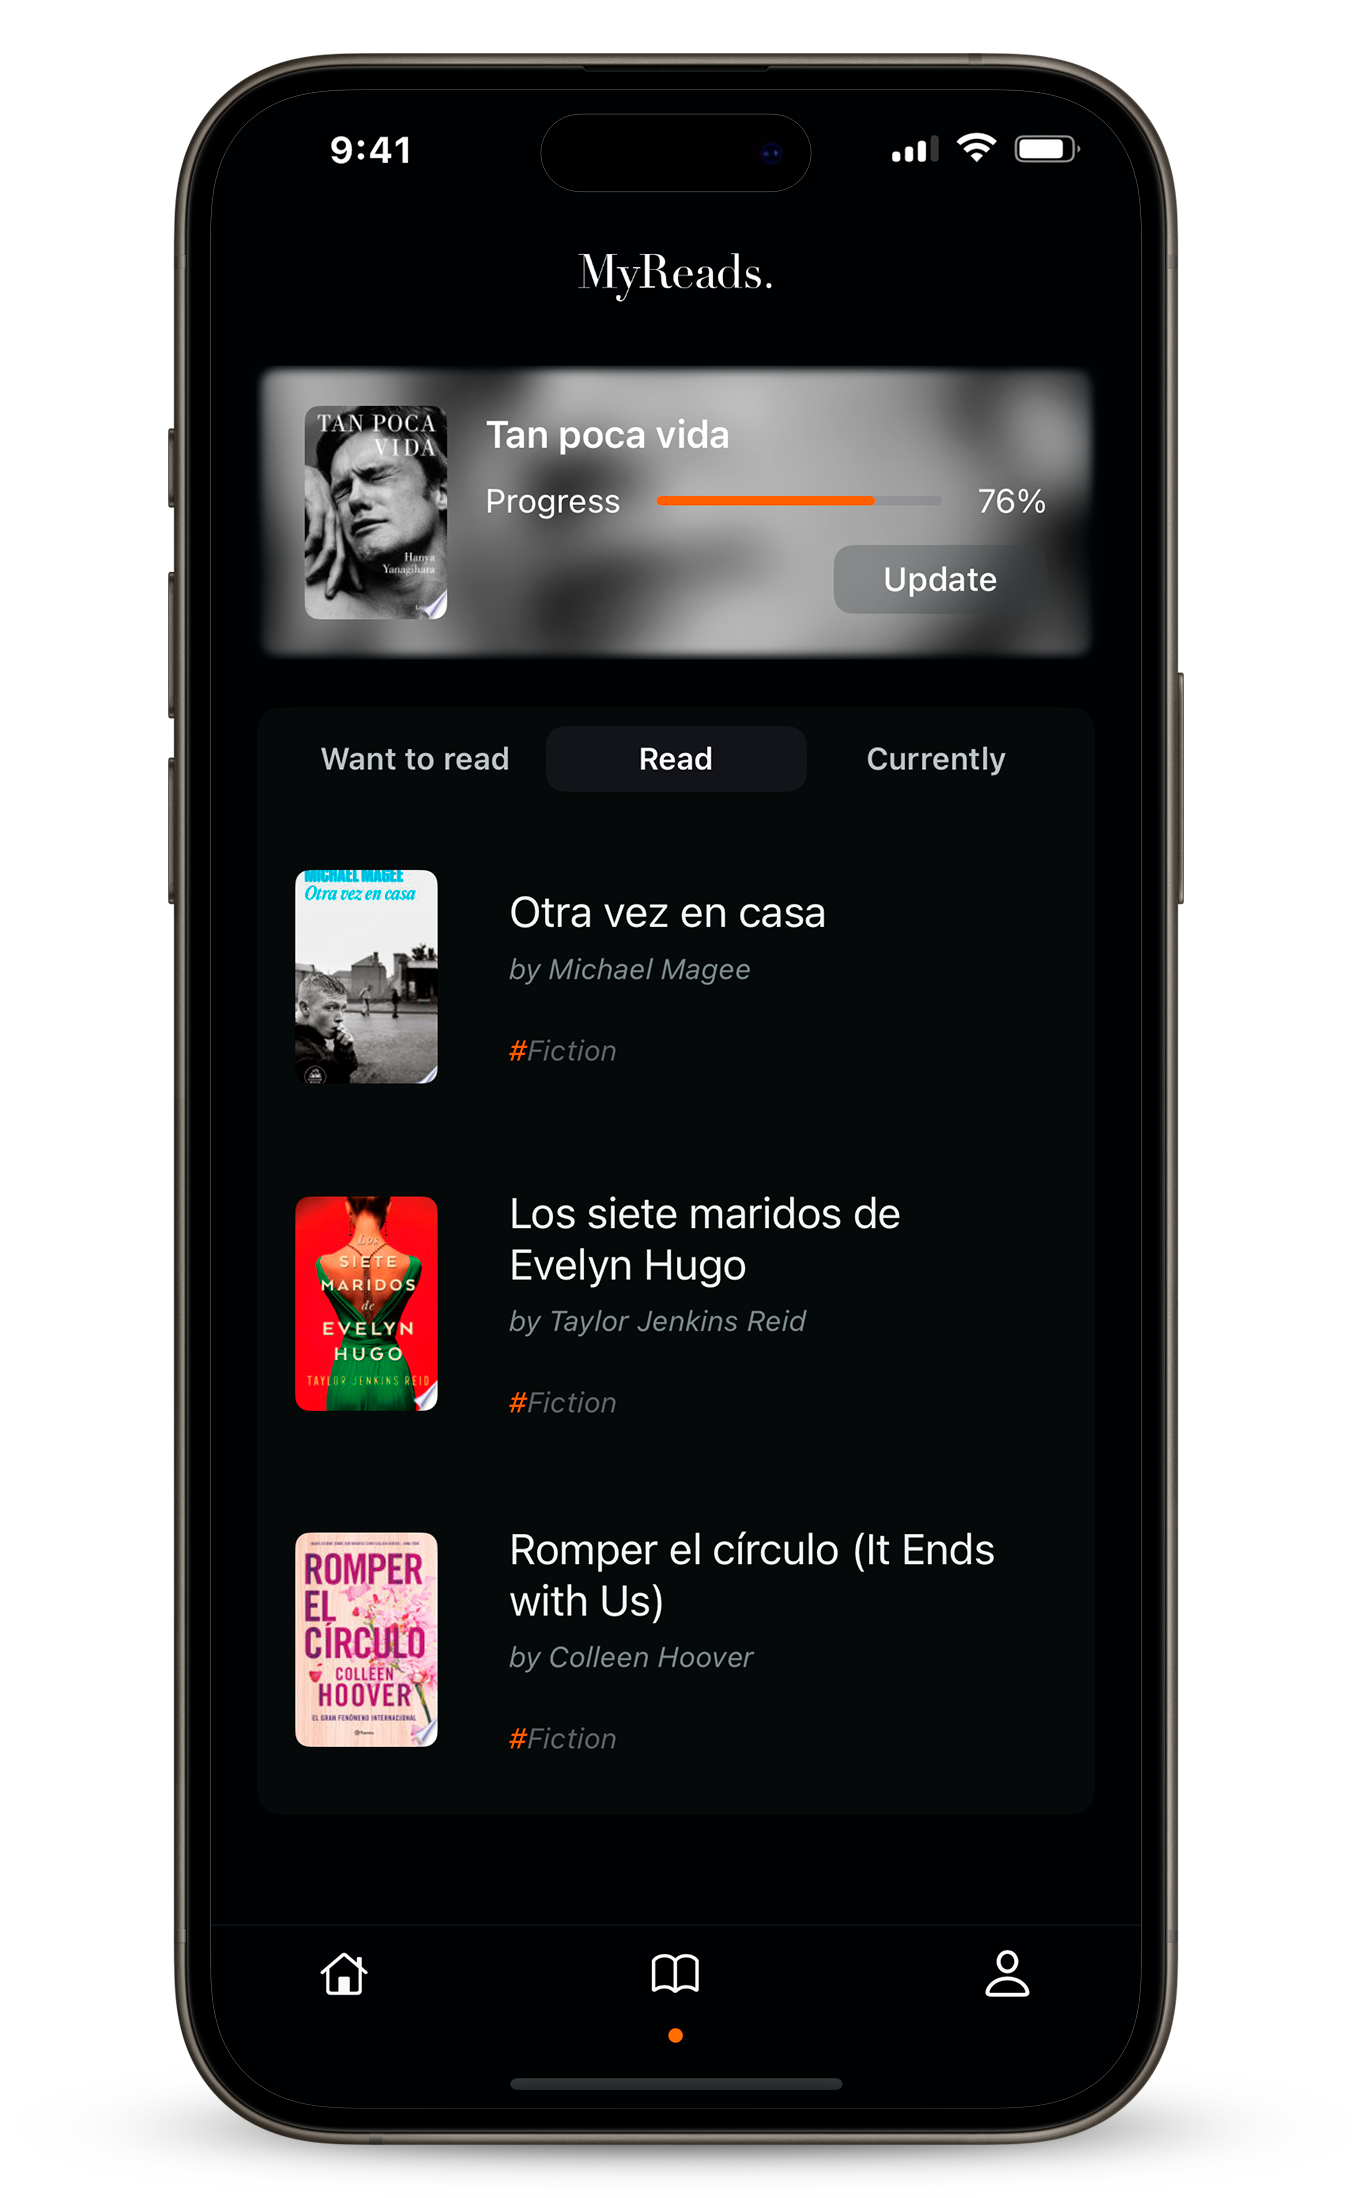 9:41
MyReads.
TAN POCA
VIDA
Hanya
Yanagihara
Tan poca vida
Progress 76%
Update
Want to read Read Currently
MICHAEL MAGEE
Otra vez en casa
Otra vez en casa
by Michael Magee
#Fiction
Los
SIETE
MARIDOS
de
EVELYN
HUGO
TAYLOR JENKINS REID
Los siete maridos de
Evelyn Hugo
by Taylor Jenkins Reid
#Fiction
ROMPER
EL
CÍRCULO
COLLEEN
HOOVER
EL GRAN FENÓMENO INTERNACIONAL
Planeta
Romper el círculo (It Ends
with Us)
by Colleen Hoover
#Fiction